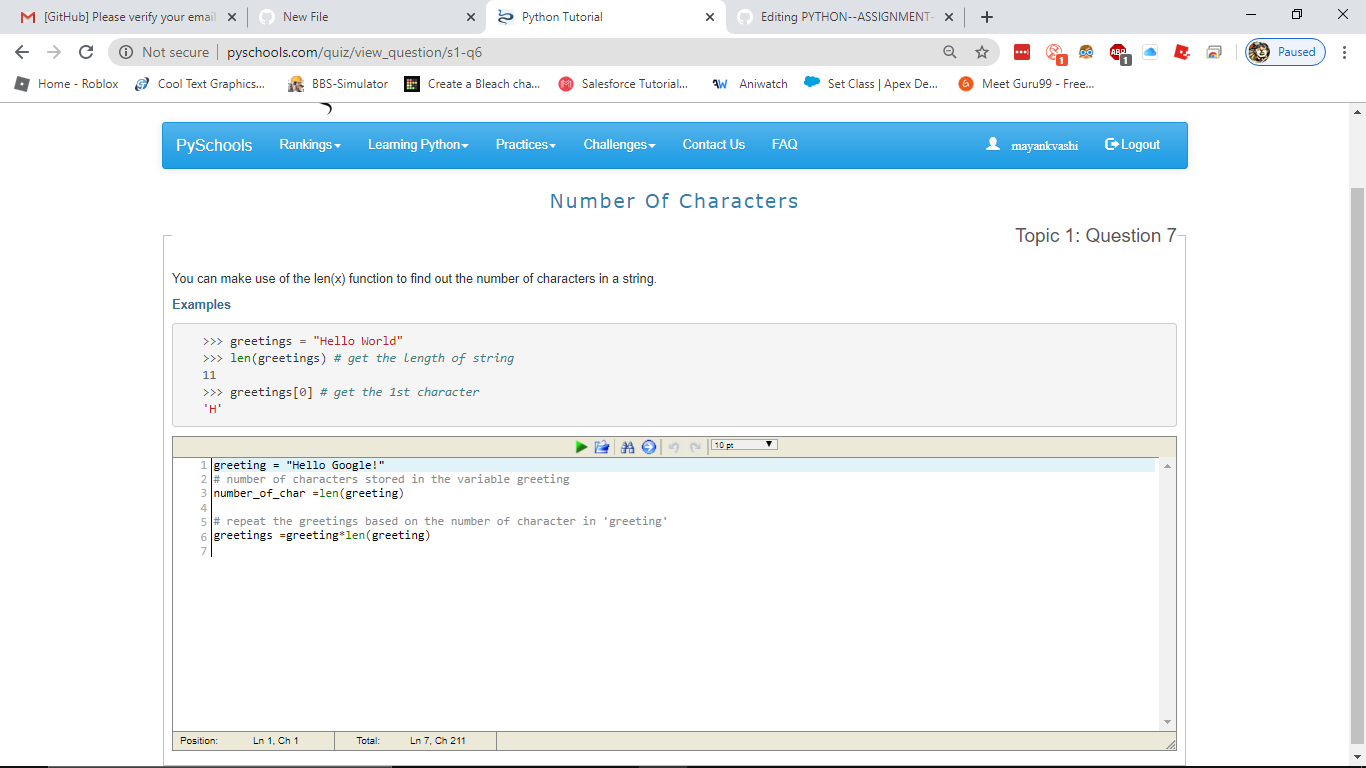 [GitHub] Please verify your email
New File
Python Tutorial
Editing PYTHON--ASSIGNMENT-
Not secure | pyschools.com/quiz/view_question/s1-q6
1
ABP
1
Paused
Home - Roblox
Cool Text Graphics...
BBS-Simulator
Create a Bleach cha...
Salesforce Tutorial...
Aniwatch
Set Class | Apex De...
Meet Guru99 - Free...
PySchools Rankings Learning Python Practices Challenges Contact Us FAQ mayankvashi Logout
Number Of Characters
Topic 1: Question 7
You can make use of the len(x) function to find out the number of characters in a string.
Examples
>>> greetings = "Hello World"
>>> len(greetings) # get the length of string
11
>>> greetings[0] # get the 1st character
'H'
10 pt
1 greeting = "Hello Google!"
2 # number of characters stored in the variable greeting
3 number_of_char =len(greeting)
4
5 # repeat the greetings based on the number of character in 'greeting'
6 greetings =greeting*len(greeting)
7
Position: Ln 1, Ch 1 Total: Ln 7, Ch 211